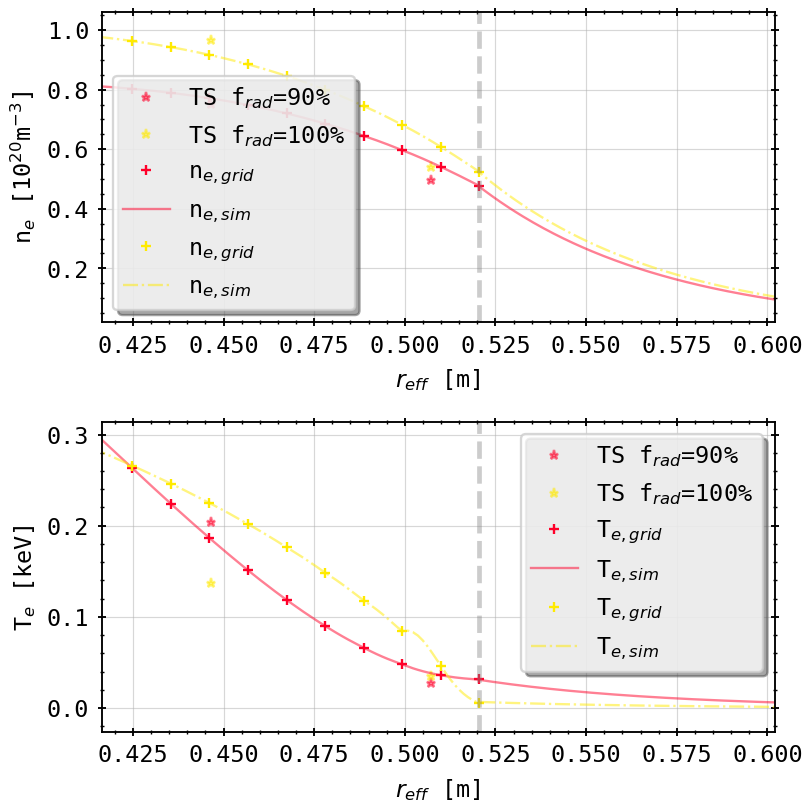 1.0
0.8
0.6
0.4
0.2
n_e [10^20 m^-3]
TS f_rad=90%
TS f_rad=100%
n_e,grid
n_e,sim
n_e,grid
n_e,sim
0.425 0.450 0.475 0.500 0.525 0.550 0.575 0.600
r_eff [m]
0.3
0.2
0.1
0.0
T_e [keV]
TS f_rad=90%
TS f_rad=100%
T_e,grid
T_e,sim
T_e,grid
T_e,sim
0.425 0.450 0.475 0.500 0.525 0.550 0.575 0.600
r_eff [m]